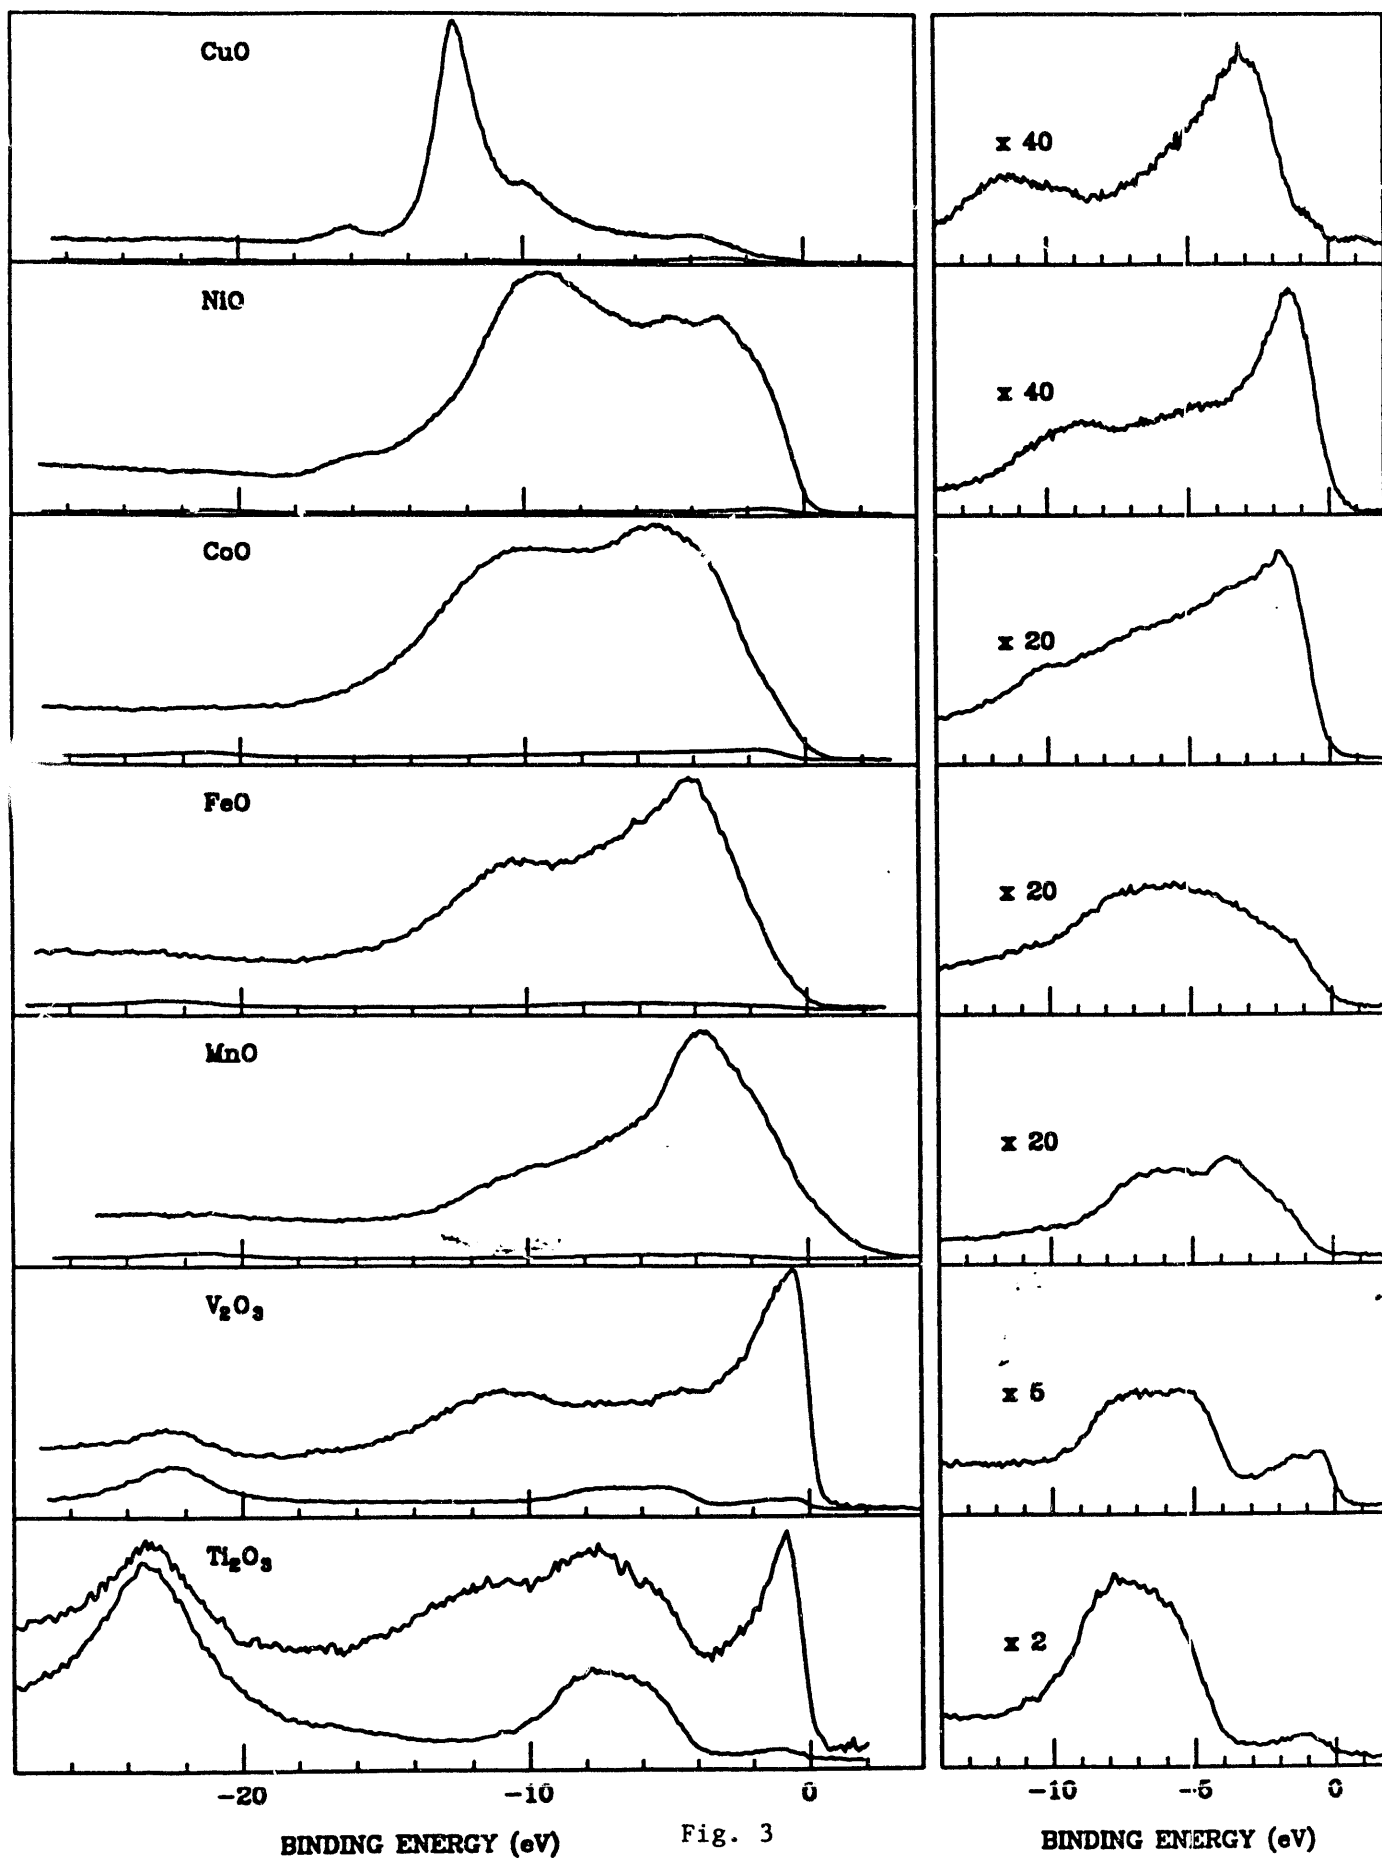 CuO
x 40
NiO
x 40
CoO
x 20
FeO
x 20
MnO
x 20
V₂O₃
x 5
Ti₂O₃
x 2
-20 -10 0 -10 -5 0
BINDING ENERGY (eV) Fig. 3 BINDING ENERGY (eV)